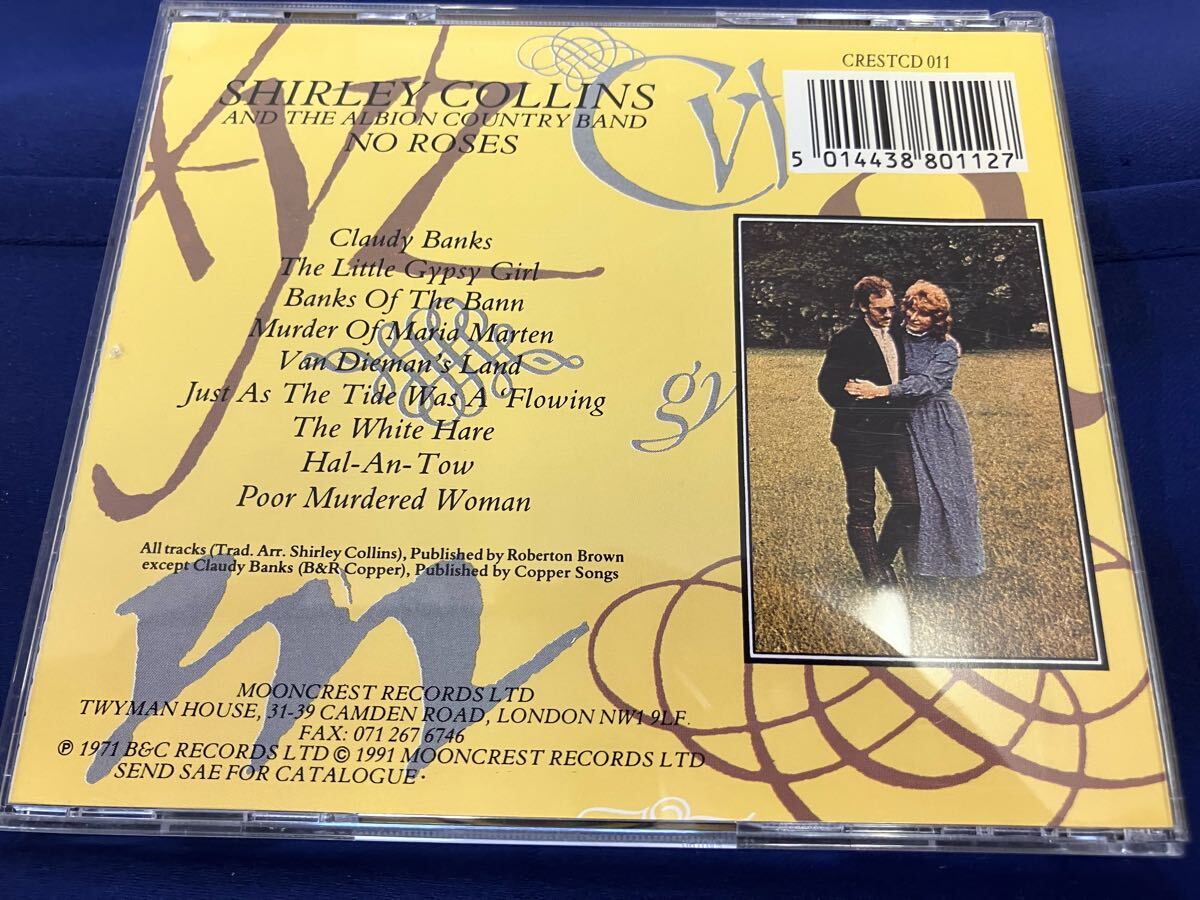 SHIRLEY COLLINS
AND THE ALBION COUNTRY BAND
NO ROSES
CRESTCD 011
5 014438 801127
Claudy Banks
The Little Gypsy Girl
Banks Of The Bann
Murder Of Maria Marten
Van Dieman's Land
Just As The Tide Was A 'Flowing
The White Hare
Hal-An-Tow
Poor Murdered Woman
All tracks (Trad. Arr. Shirley Collins), Published by Roberton Brown
except Claudy Banks (B&R Copper), Published by Copper Songs
MOONCREST RECORDS LTD
TWYMAN HOUSE, 31-39 CAMDEN ROAD, LONDON NW1 9LF.
FAX: 071 267 6746
℗ 1971 B&C RECORDS LTD © 1991 MOONCREST RECORDS LTD
SEND SAE FOR CATALOGUE·